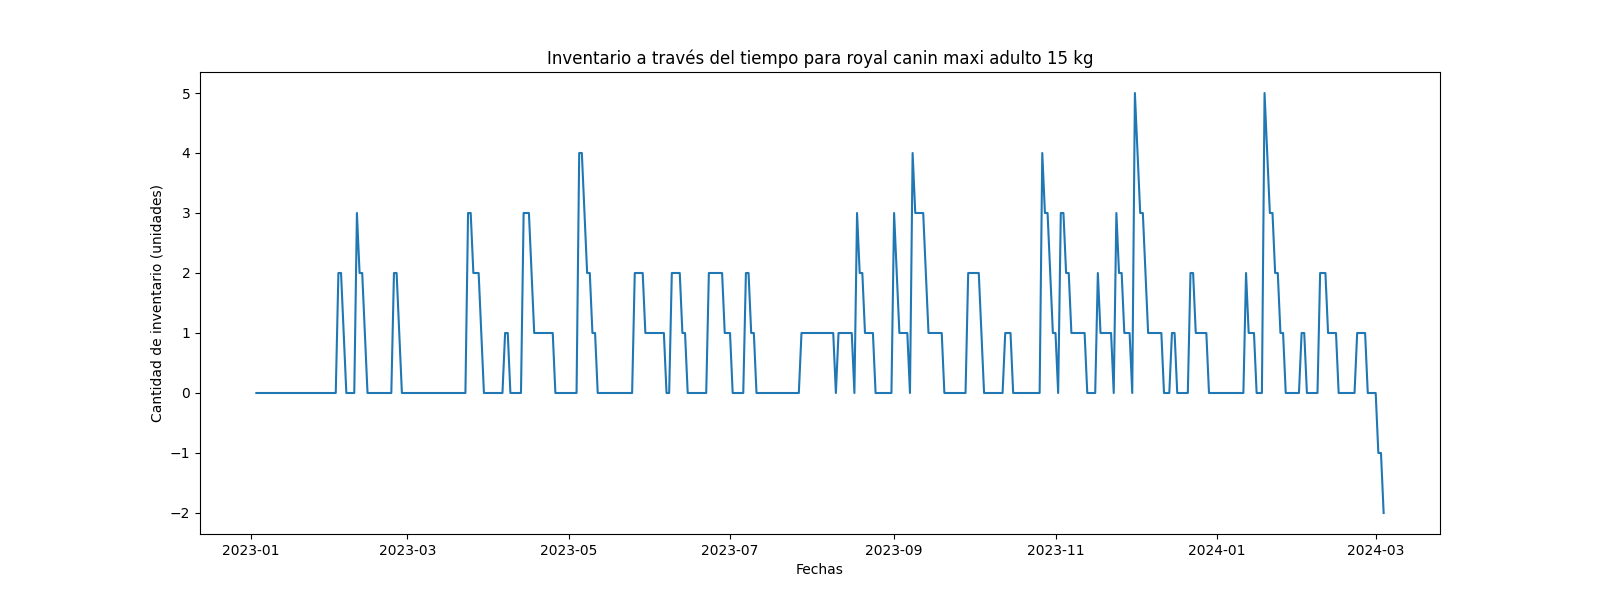 Inventario a través del tiempo para royal canin maxi adulto 15 kg
Cantidad de inventario (unidades)
5
4
3
2
1
0
−1
−2
2023-01 2023-03 2023-05 2023-07 2023-09 2023-11 2024-01 2024-03
Fechas